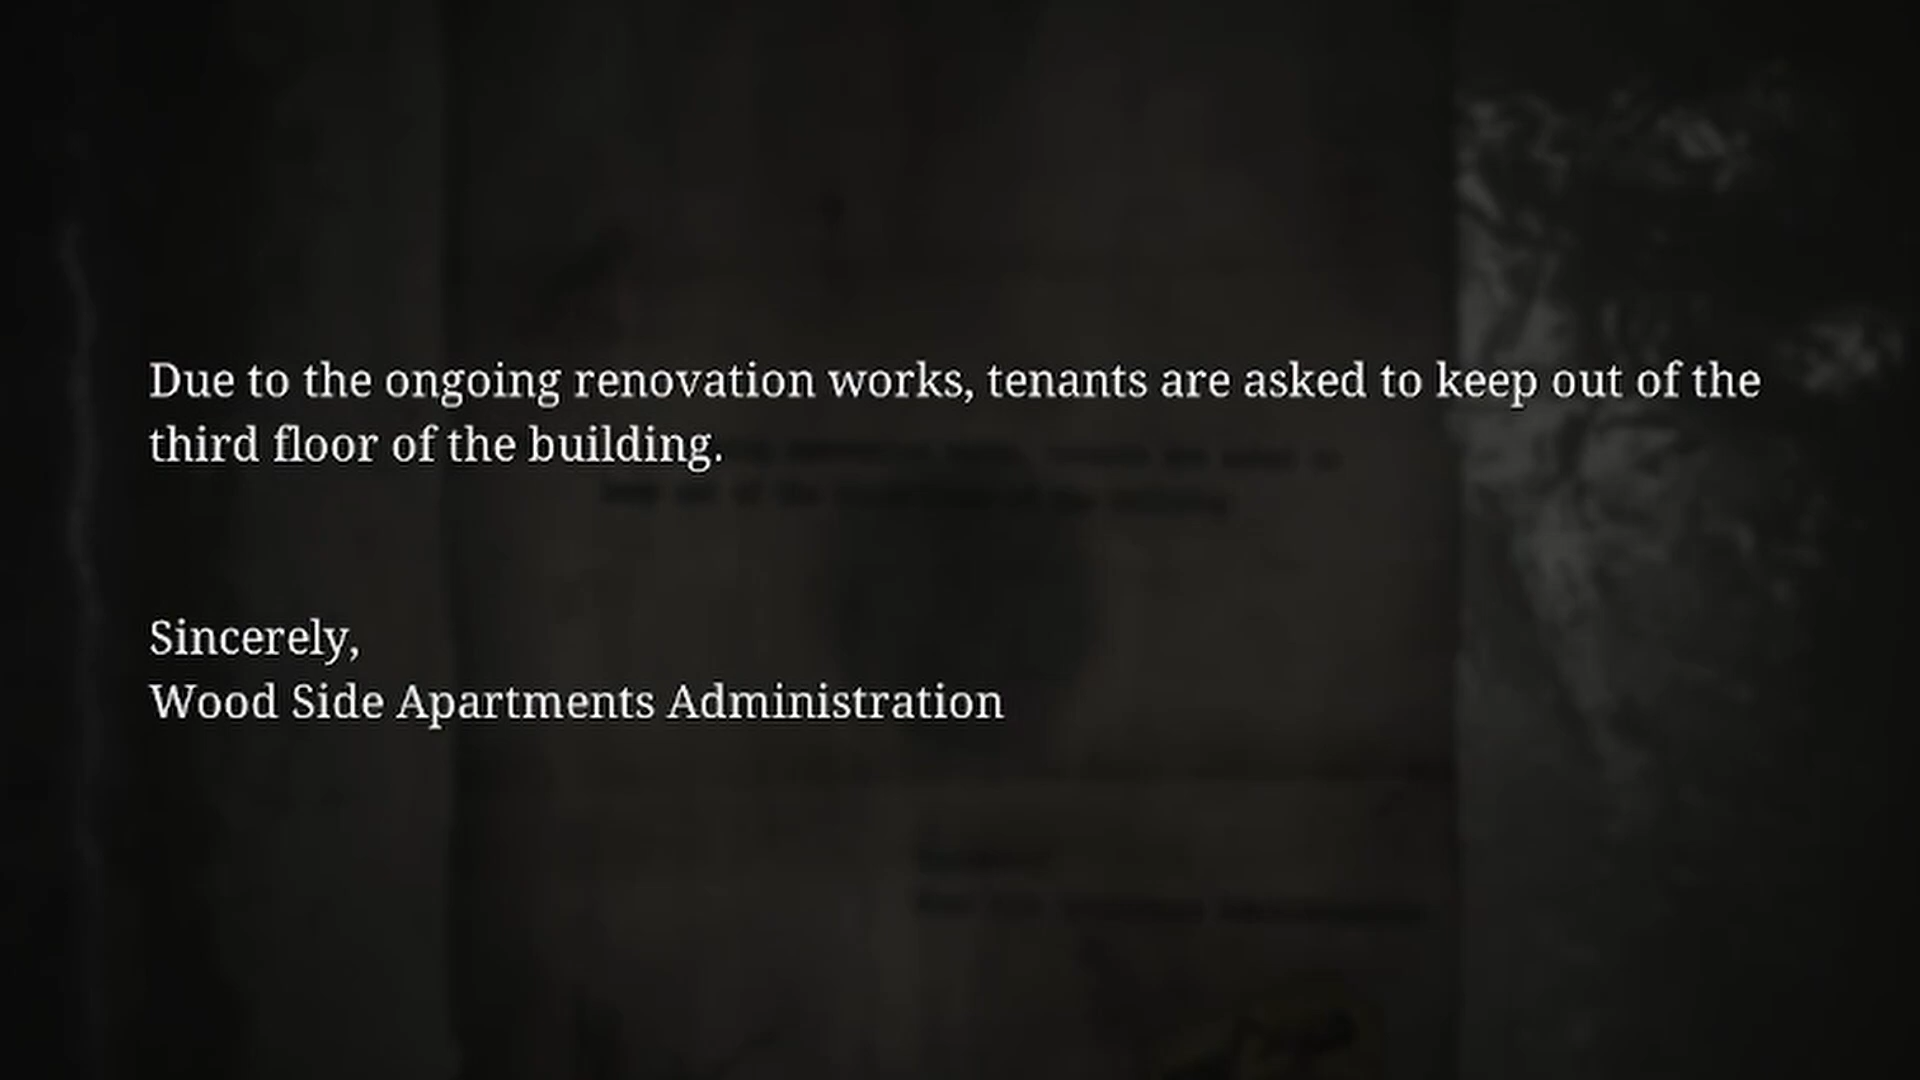 Due to the ongoing renovation works, tenants are asked to keep out of the
third floor of the building.
Sincerely,
Wood Side Apartments Administration